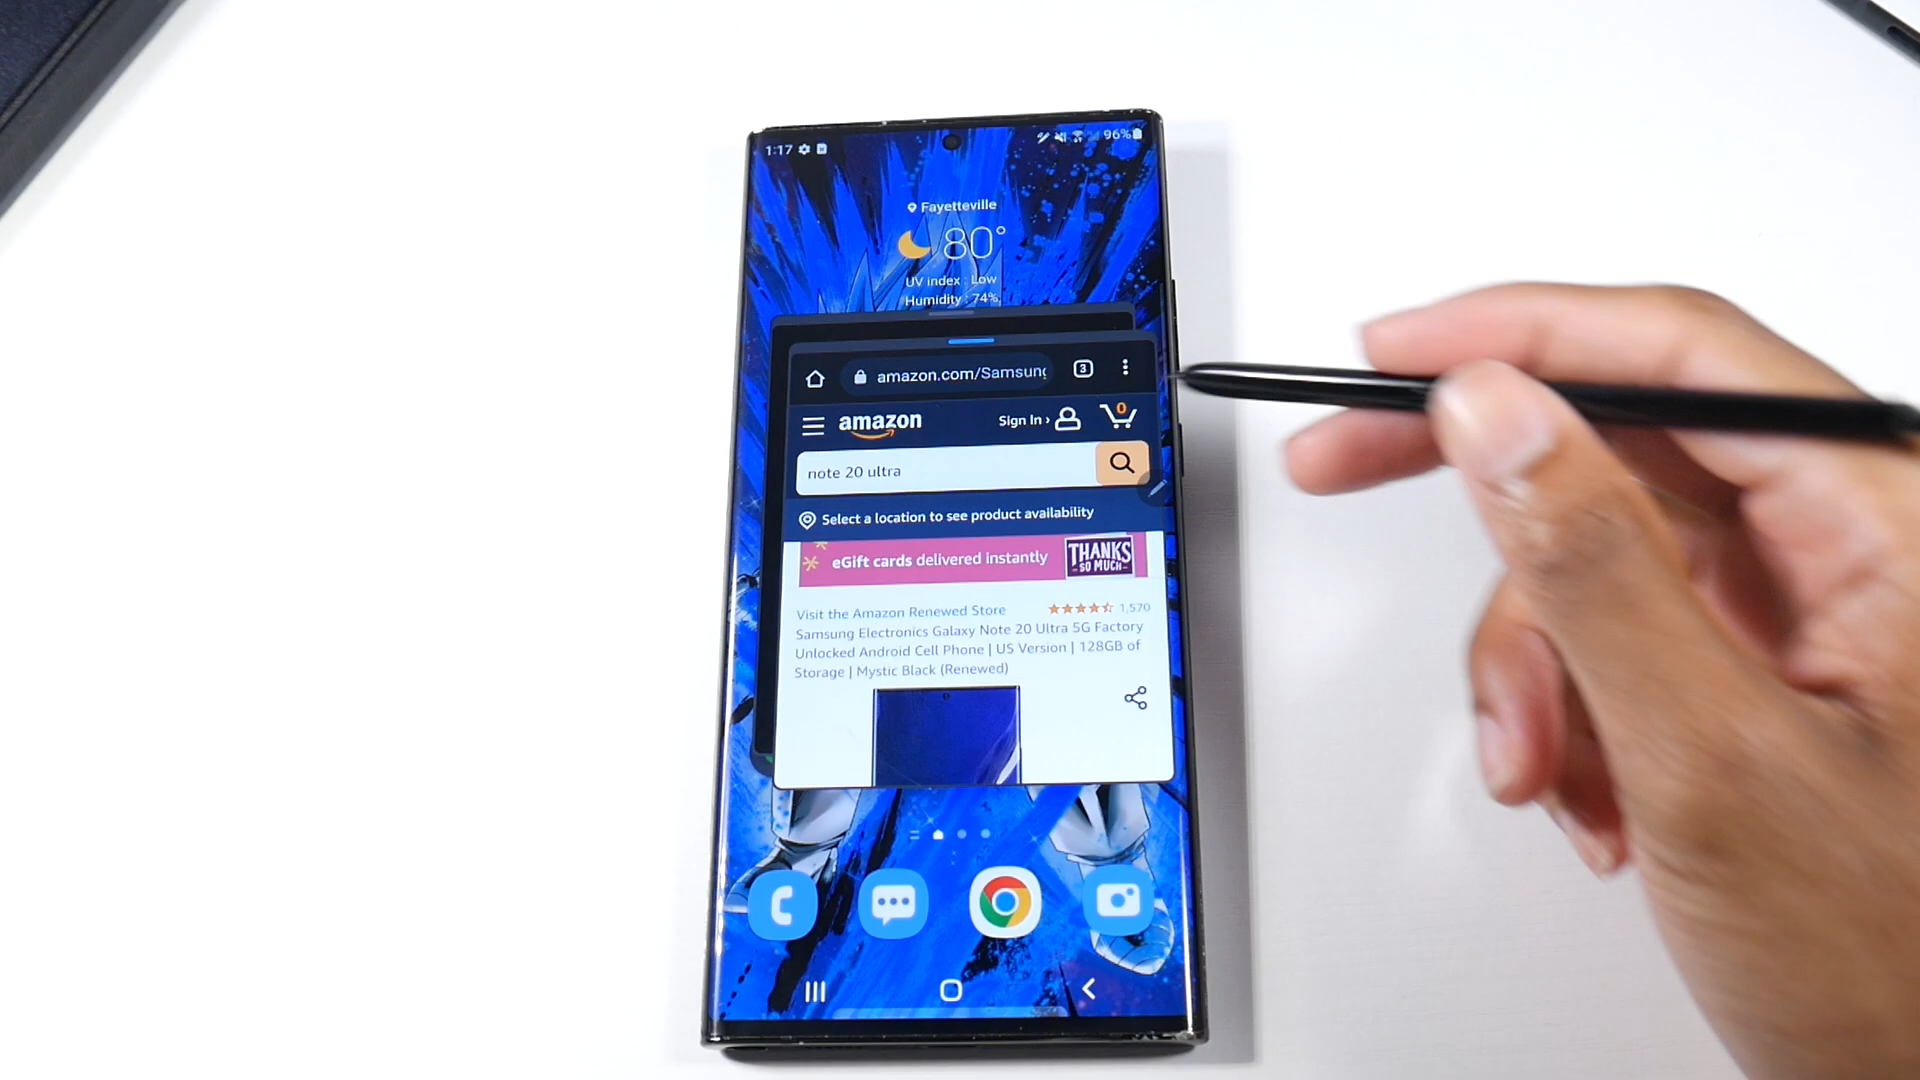 1:17
96%
Fayetteville
80°
UV index : Low
Humidity : 74%
amazon.com/Samsung
3
amazon
Sign In ›
0
note 20 ultra
Select a location to see product availability
eGift cards delivered instantly
THANKS
SO MUCH
Visit the Amazon Renewed Store
1,570
Samsung Electronics Galaxy Note 20 Ultra 5G Factory
Unlocked Android Cell Phone | US Version | 128GB of
Storage | Mystic Black (Renewed)